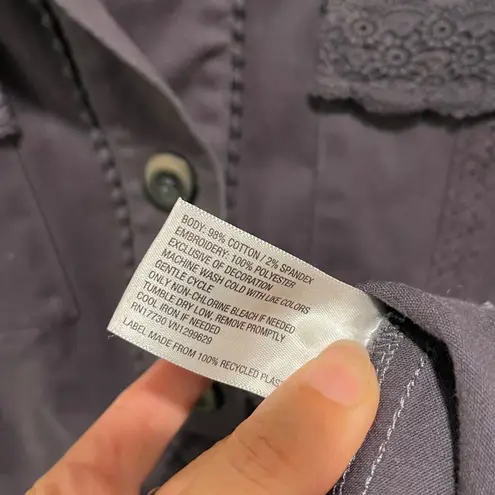 BODY: 98% COTTON / 2% SPANDEX
EMBROIDERY: 100% POLYESTER
EXCLUSIVE OF DECORATION
MACHINE WASH COLD WITH LIKE COLORS
GENTLE CYCLE
ONLY NON-CHLORINE BLEACH IF NEEDED
TUMBLE DRY LOW. REMOVE PROMPTLY
COOL IRON IF NEEDED
RN17730 VN1299629
LABEL MADE FROM 100% RECYCLED PLAS